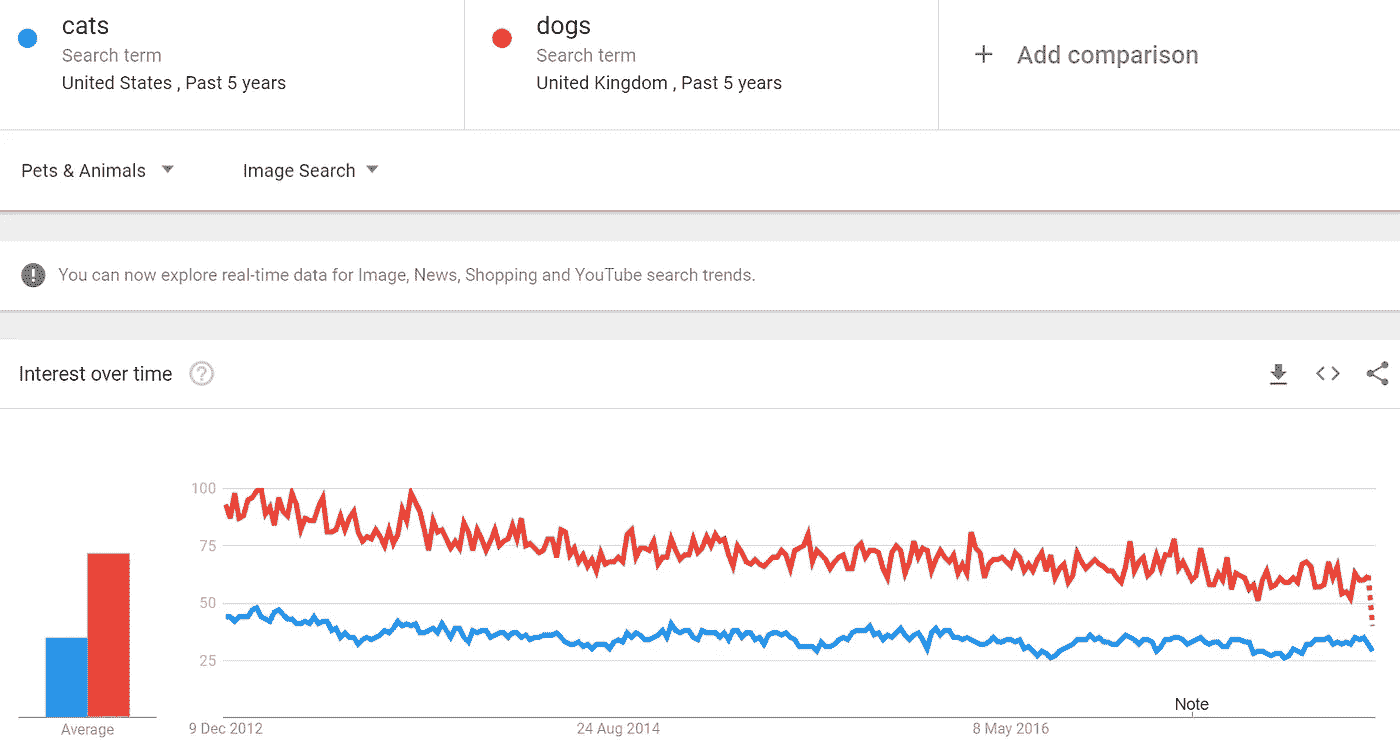 cats
Search term
United States , Past 5 years
dogs
Search term
United Kingdom , Past 5 years
+ Add comparison
Pets & Animals
Image Search
You can now explore real-time data for Image, News, Shopping and YouTube search trends.
Interest over time
100
75
50
25
Average
9 Dec 2012
24 Aug 2014
8 May 2016
Note